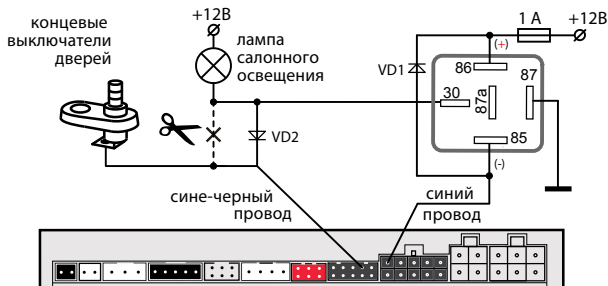 концевые
выключатели
дверей
+12В
лампа
салонного
освещения
1 А
+12В
(+)
VD1
86
87
30
87a
85
(-)
VD2
сине-черный
провод
синий
провод